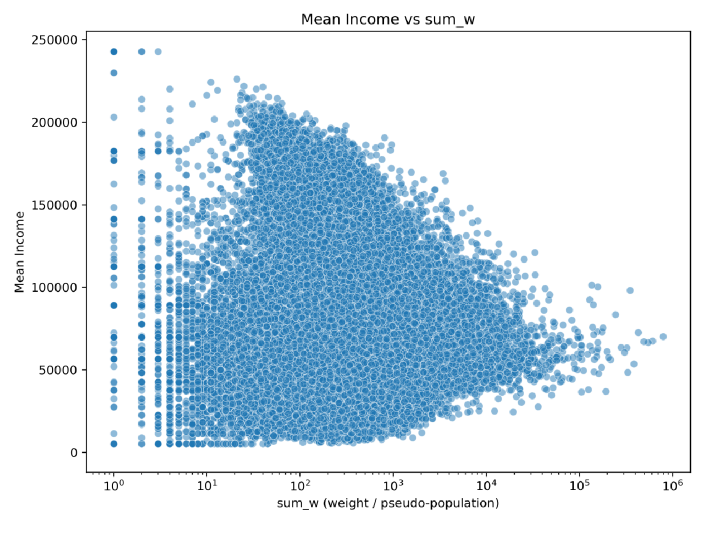 Mean Income vs sum_w
250000
200000
150000
100000
50000
0
Mean Income
10⁰ 10¹ 10² 10³ 10⁴ 10⁵ 10⁶
sum_w (weight / pseudo-population)